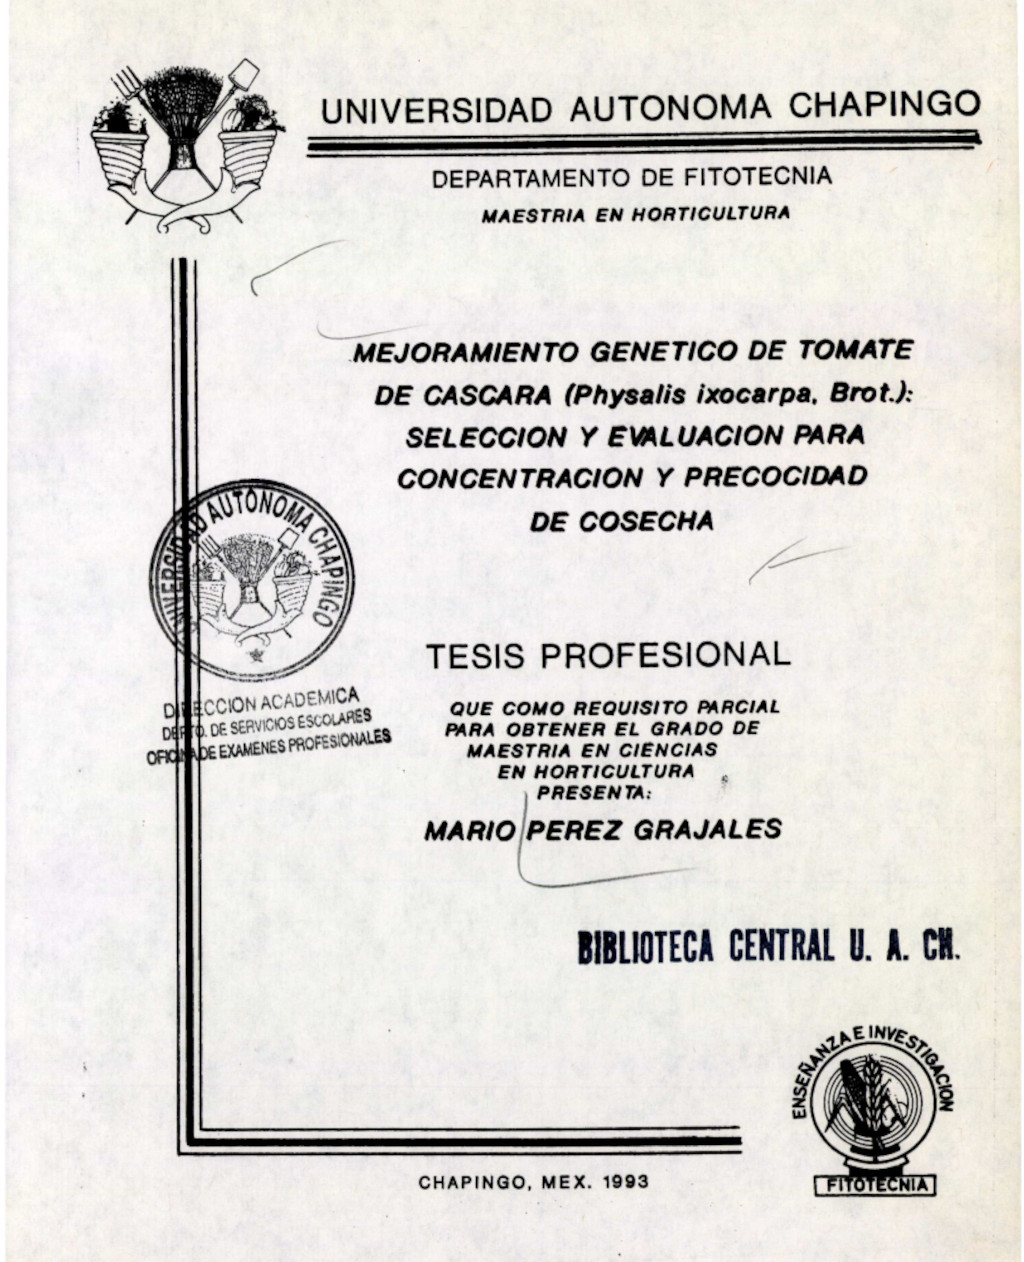 UNIVERSIDAD AUTONOMA CHAPINGO
DEPARTAMENTO DE FITOTECNIA
MAESTRIA EN HORTICULTURA
MEJORAMIENTO GENETICO DE TOMATE
DE CASCARA (Physalis ixocarpa, Brot.):
SELECCION Y EVALUACION PARA
CONCENTRACION Y PRECOCIDAD
DE COSECHA
UNIVERSIDAD AUTONOMA CHAPINGO
DIRECCION ACADEMICA
DEPTO. DE SERVICIOS ESCOLARES
OFICINA DE EXAMENES PROFESIONALES
TESIS PROFESIONAL
QUE COMO REQUISITO PARCIAL
PARA OBTENER EL GRADO DE
MAESTRIA EN CIENCIAS
EN HORTICULTURA
PRESENTA:
MARIO PEREZ GRAJALES
BIBLIOTECA CENTRAL U. A. CH.
ENSEÑANZA E INVESTIGACION
FITOTECNIA
CHAPINGO, MEX. 1993